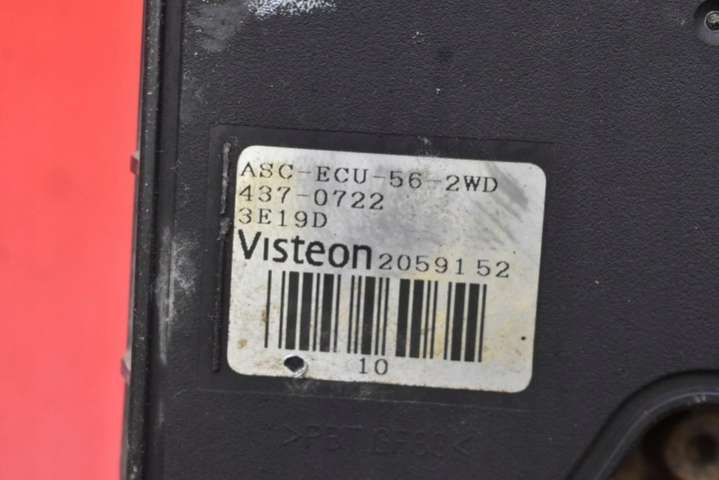 ASC-ECU-56-2WD
437-0722
3E19D
Visteon 2059152
10